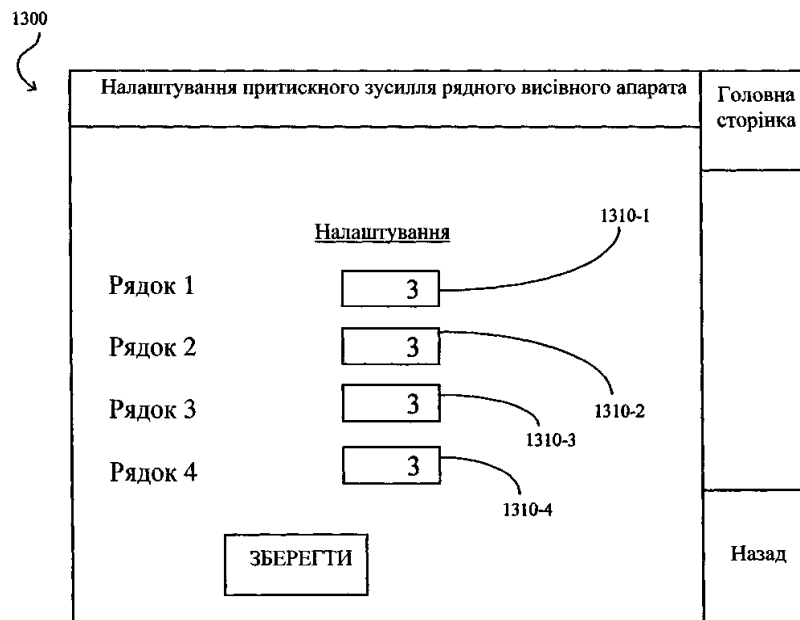 1300
Налаштування притискного зусилля рядного висівного апарата
Головна
сторінка
Налаштування
1310-1
Рядок 1
3
Рядок 2
3
1310-2
Рядок 3
3
1310-3
Рядок 4
3
1310-4
ЗБЕРЕГТИ
Назад